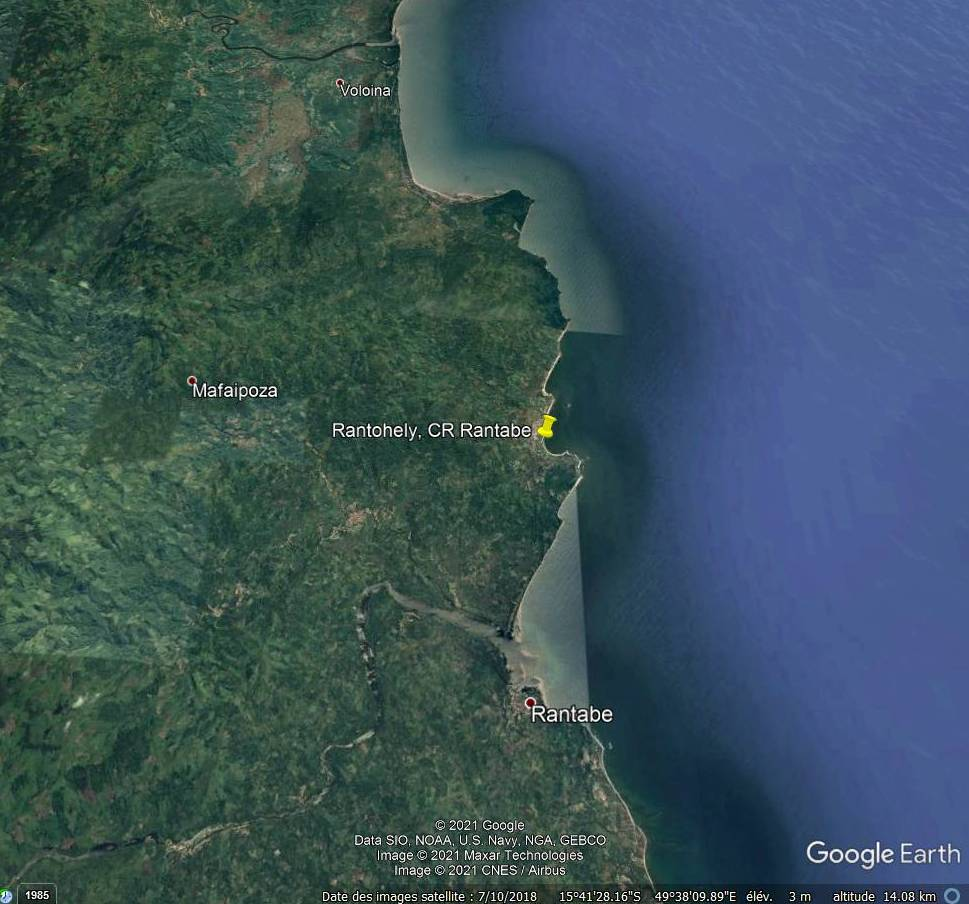 Voloina
Mafaipoza
Rantohely, CR Rantabe
Rantabe
© 2021 Google
Data SIO, NOAA, U.S. Navy, NGA, GEBCO
Image © 2021 Maxar Technologies
Image © 2021 CNES / Airbus
Google Earth
1985
Date des images satellite : 7/10/2018 15°41'28.16"S 49°38'09.89"E élév. 3 m altitude 14.08 km